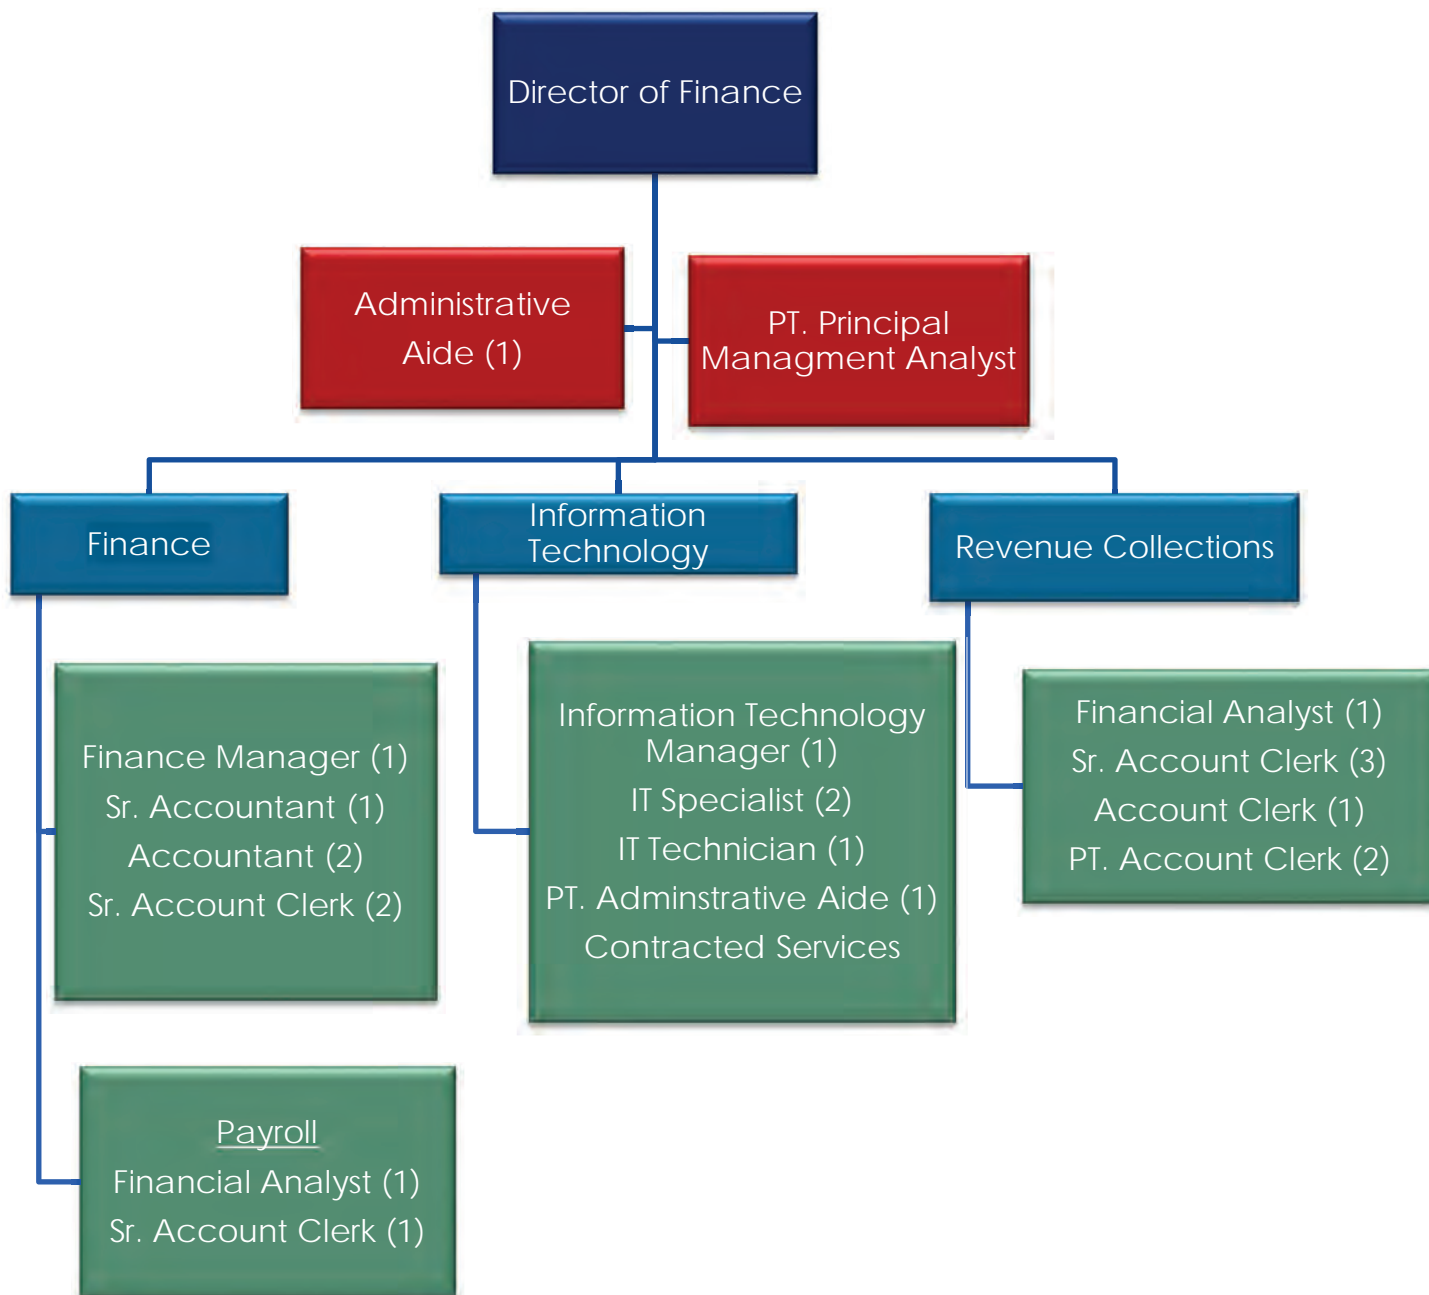 Director of Finance
Administrative
Aide (1)
PT. Principal
Managment Analyst
Finance
Information
Technology
Revenue Collections
Finance Manager (1)
Sr. Accountant (1)
Accountant (2)
Sr. Account Clerk (2)
Information Technology
Manager (1)
IT Specialist (2)
IT Technician (1)
PT. Adminstrative Aide (1)
Contracted Services
Financial Analyst (1)
Sr. Account Clerk (3)
Account Clerk (1)
PT. Account Clerk (2)
Payroll
Financial Analyst (1)
Sr. Account Clerk (1)